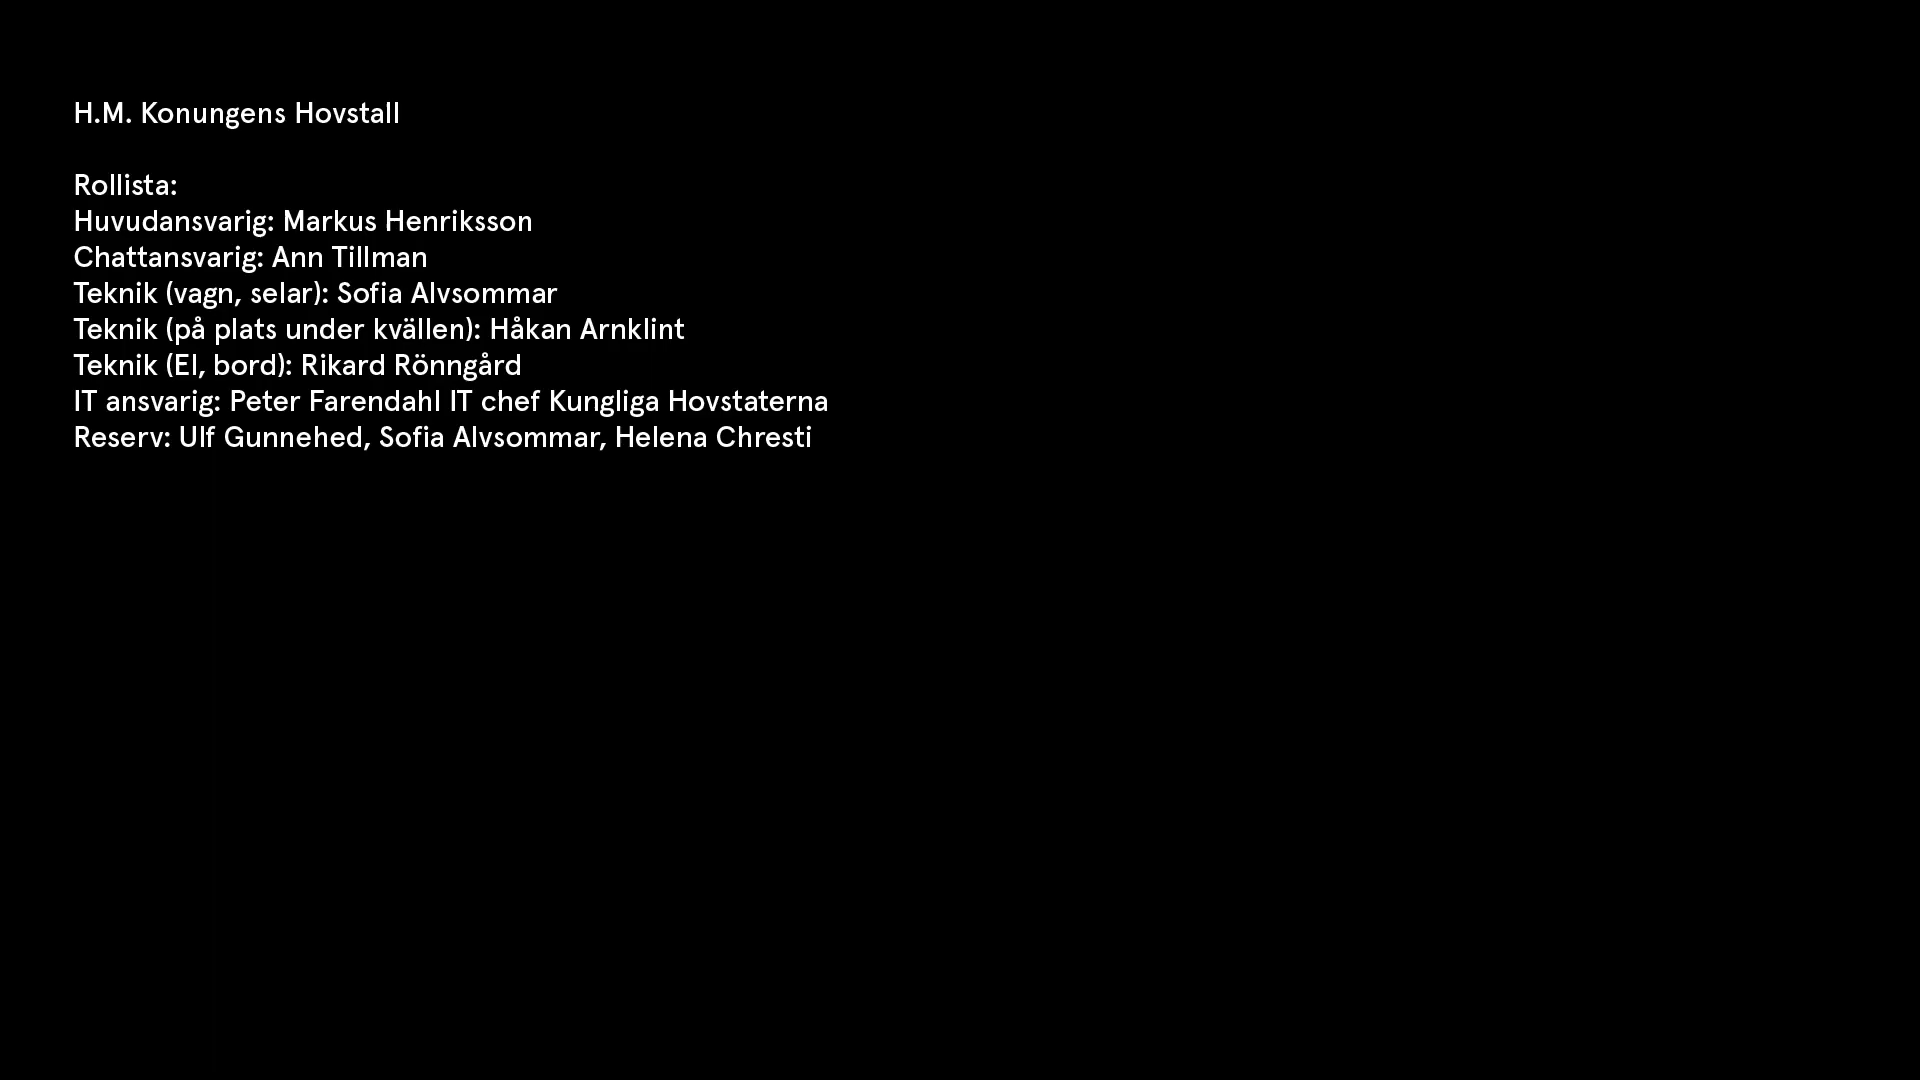 H.M. Konungens Hovstall
Rollista:
Huvudansvarig: Markus Henriksson
Chattansvarig: Ann Tillman
Teknik (vagn, selar): Sofia Alvsommar
Teknik (på plats under kvällen): Håkan Arnklint
Teknik (El, bord): Rikard Rönngård
IT ansvarig: Peter Farendahl IT chef Kungliga Hovstaterna
Reserv: Ulf Gunnehed, Sofia Alvsommar, Helena Chresti